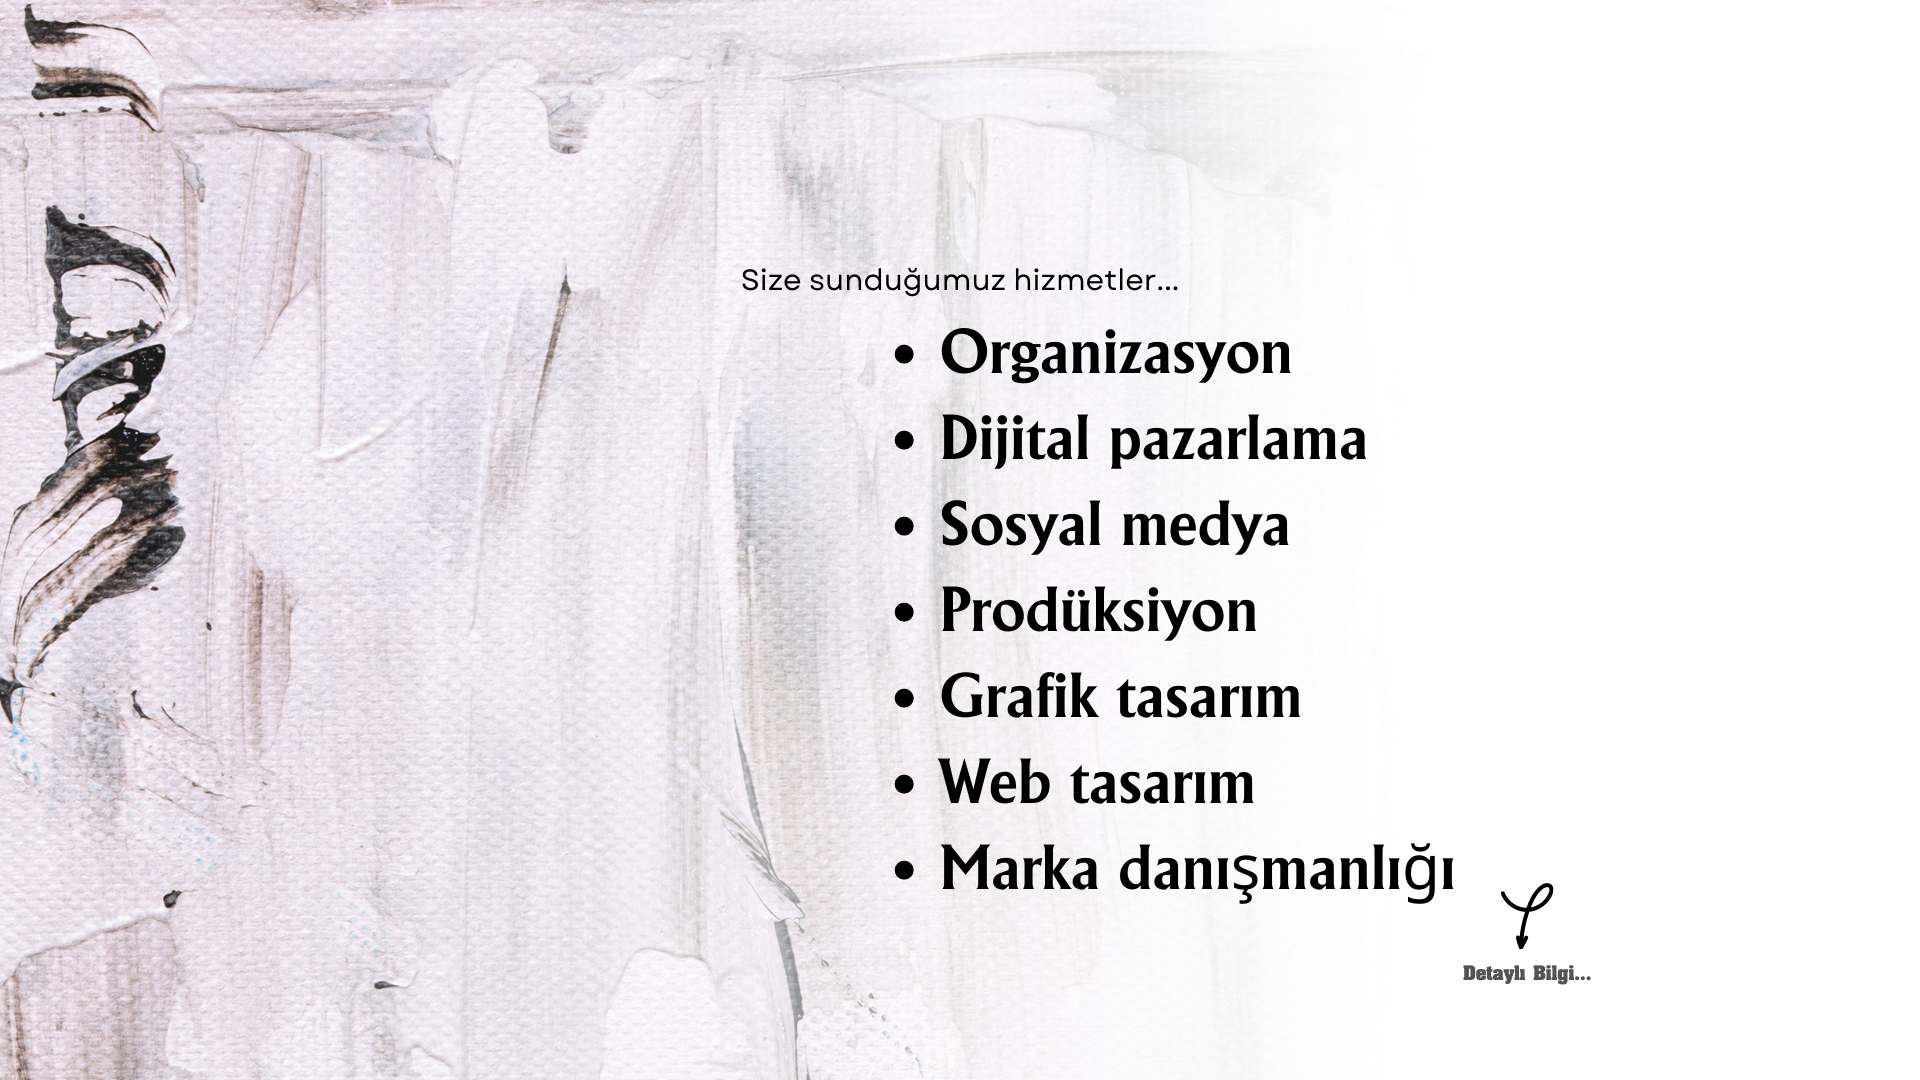 Size sunduğumuz hizmetler...
• Organizasyon
• Dijital pazarlama
• Sosyal medya
• Prodüksiyon
• Grafik tasarım
• Web tasarım
• Marka danışmanlığı
Detaylı Bilgi...